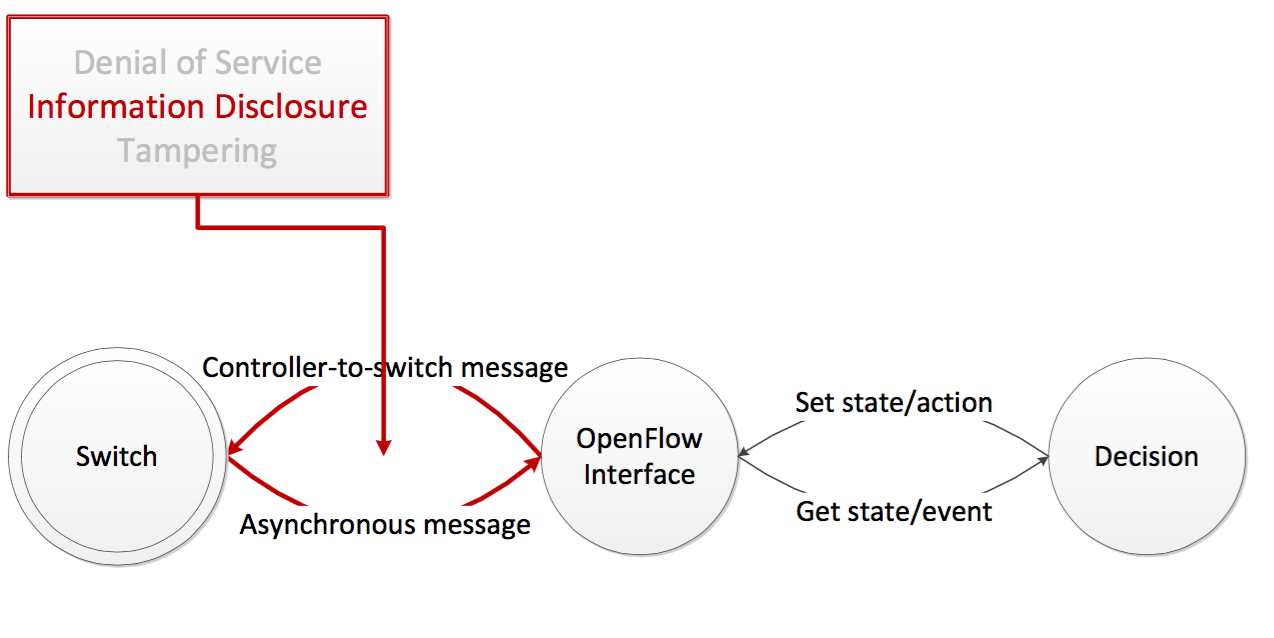 Denial of Service
Information Disclosure
Tampering
Controller-to-switch message
Switch
Asynchronous message
OpenFlow
Interface
Set state/action
Get state/event
Decision